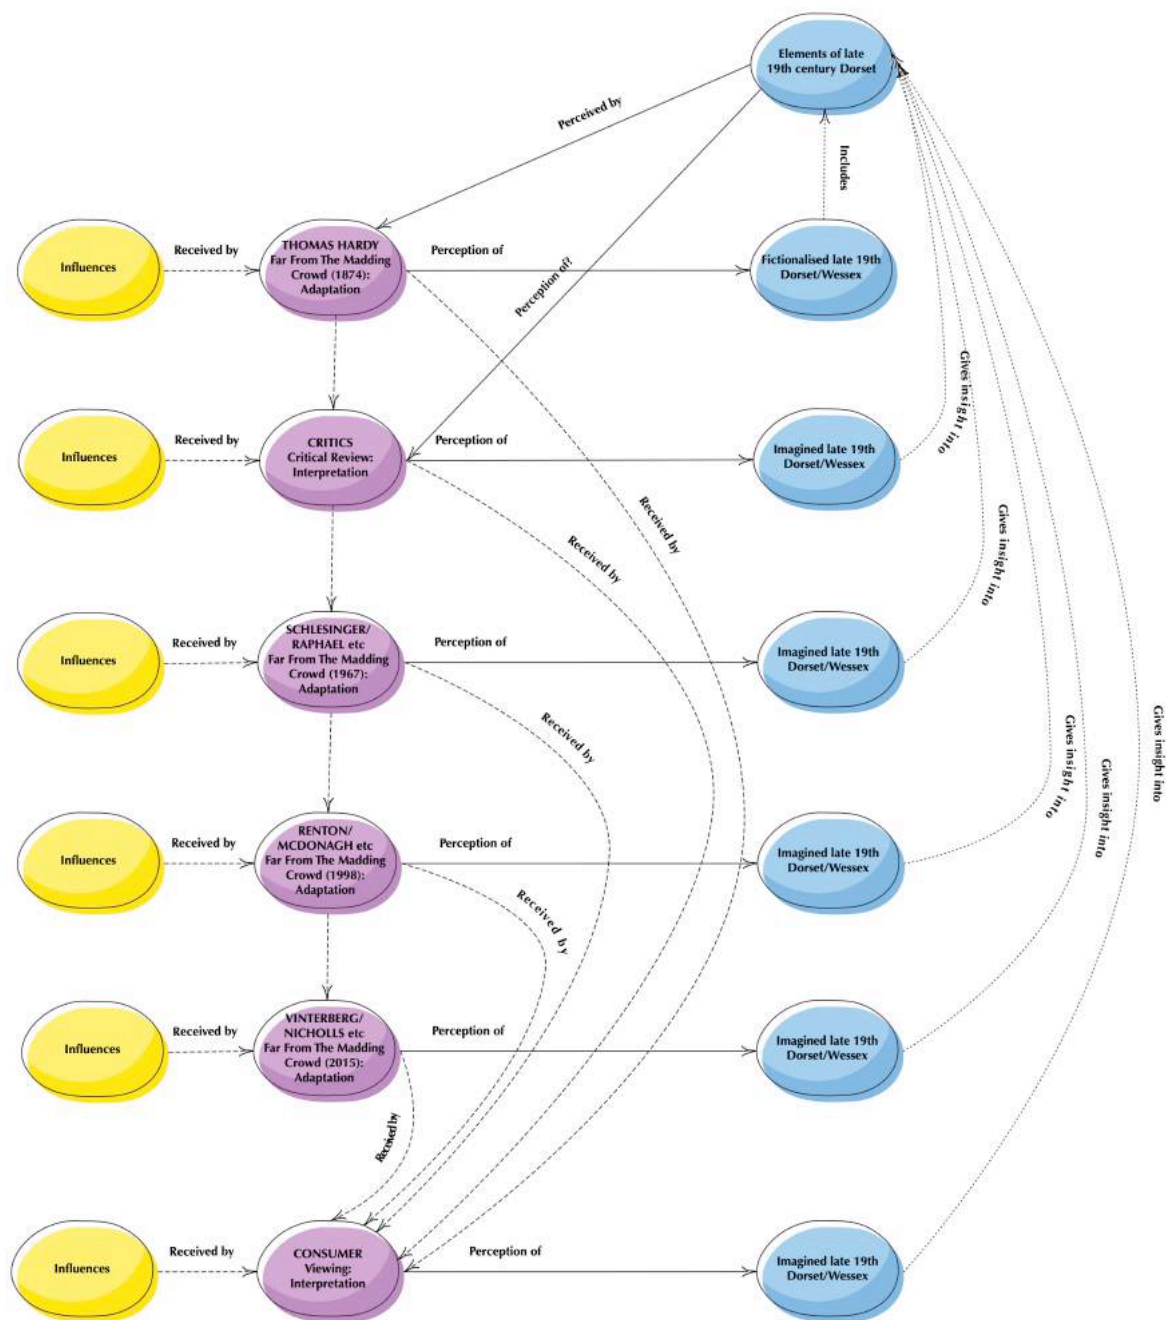 Elements of late
19th century Dorset
Perceived by
Includes
Influences
Received by
THOMAS HARDY
Far From The Madding
Crowd (1874):
Adaptation
Perception of
Fictionalised late 19th
Dorset/Wessex
Perception of?
Gives insight into
Influences
Received by
CRITICS
Critical Review:
Interpretation
Perception of
Imagined late 19th
Dorset/Wessex
Received by
Received by
Gives insight into
Influences
Received by
SCHLESINGER/
RAPHAEL etc
Far From The Madding
Crowd (1967):
Adaptation
Perception of
Imagined late 19th
Dorset/Wessex
Received by
Gives insight into
Gives insight into
Gives insight into
Influences
Received by
RENTON/
MCDONAGH etc
Far From The Madding
Crowd (1998):
Adaptation
Perception of
Imagined late 19th
Dorset/Wessex
Received by
Influences
Received by
VINTERBERG/
NICHOLLS etc
Far From The Madding
Crowd (2015):
Adaptation
Perception of
Imagined late 19th
Dorset/Wessex
Received by
Influences
Received by
CONSUMER
Viewing:
Interpretation
Perception of
Imagined late 19th
Dorset/Wessex